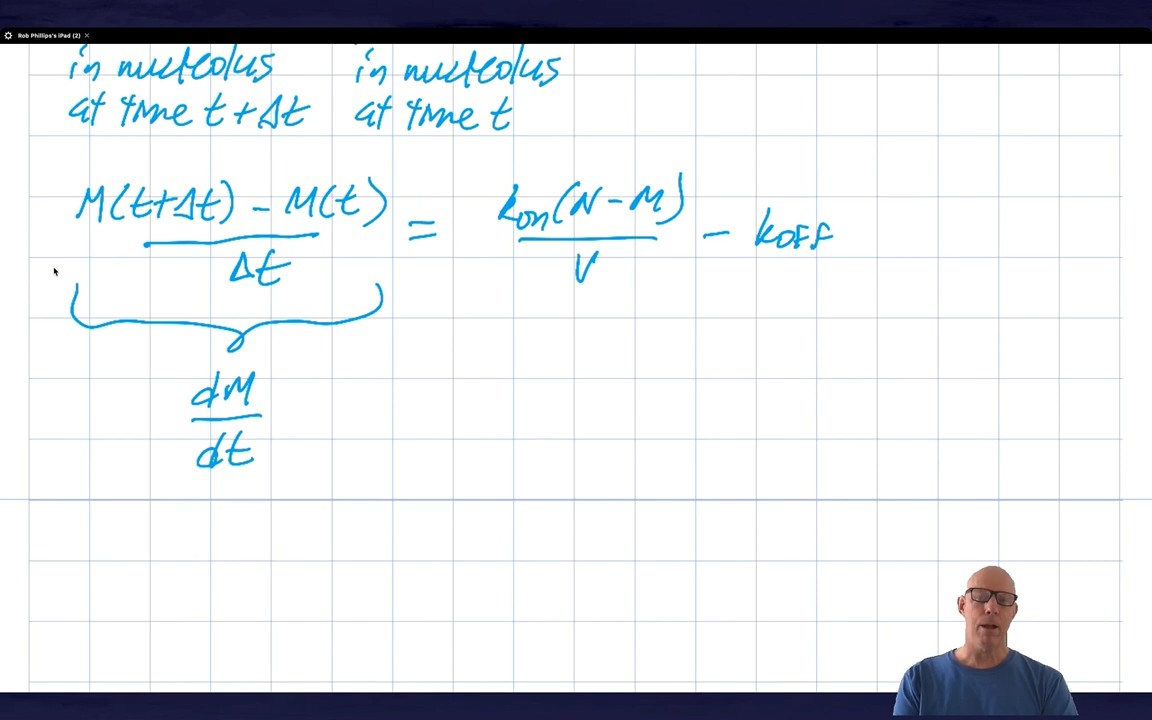 Rob Phillips's iPad (2)
in nucleolus in nucleolus
at time t + Δt at time t
M(t+Δt) - M(t) / Δt = kon(N-M) / V - koff
dM / dt